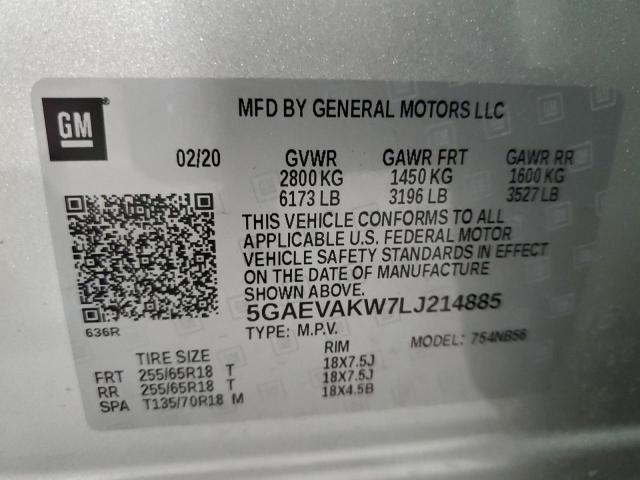 GM
MFD BY GENERAL MOTORS LLC
02/20 GVWR GAWR FRT GAWR RR
2800 KG 1450 KG 1600 KG
6173 LB 3196 LB 3527 LB
THIS VEHICLE CONFORMS TO ALL
APPLICABLE U.S. FEDERAL MOTOR
VEHICLE SAFETY STANDARDS IN EFFECT
ON THE DATE OF MANUFACTURE
SHOWN ABOVE.
5GAEVAKW7LJ214885
636R
TYPE: M.P.V. MODEL: 754NB56
TIRE SIZE RIM
FRT 255/65R18 T 18X7.5J
RR 255/65R18 T 18X7.5J
SPA T135/70R18 M 18X4.5B